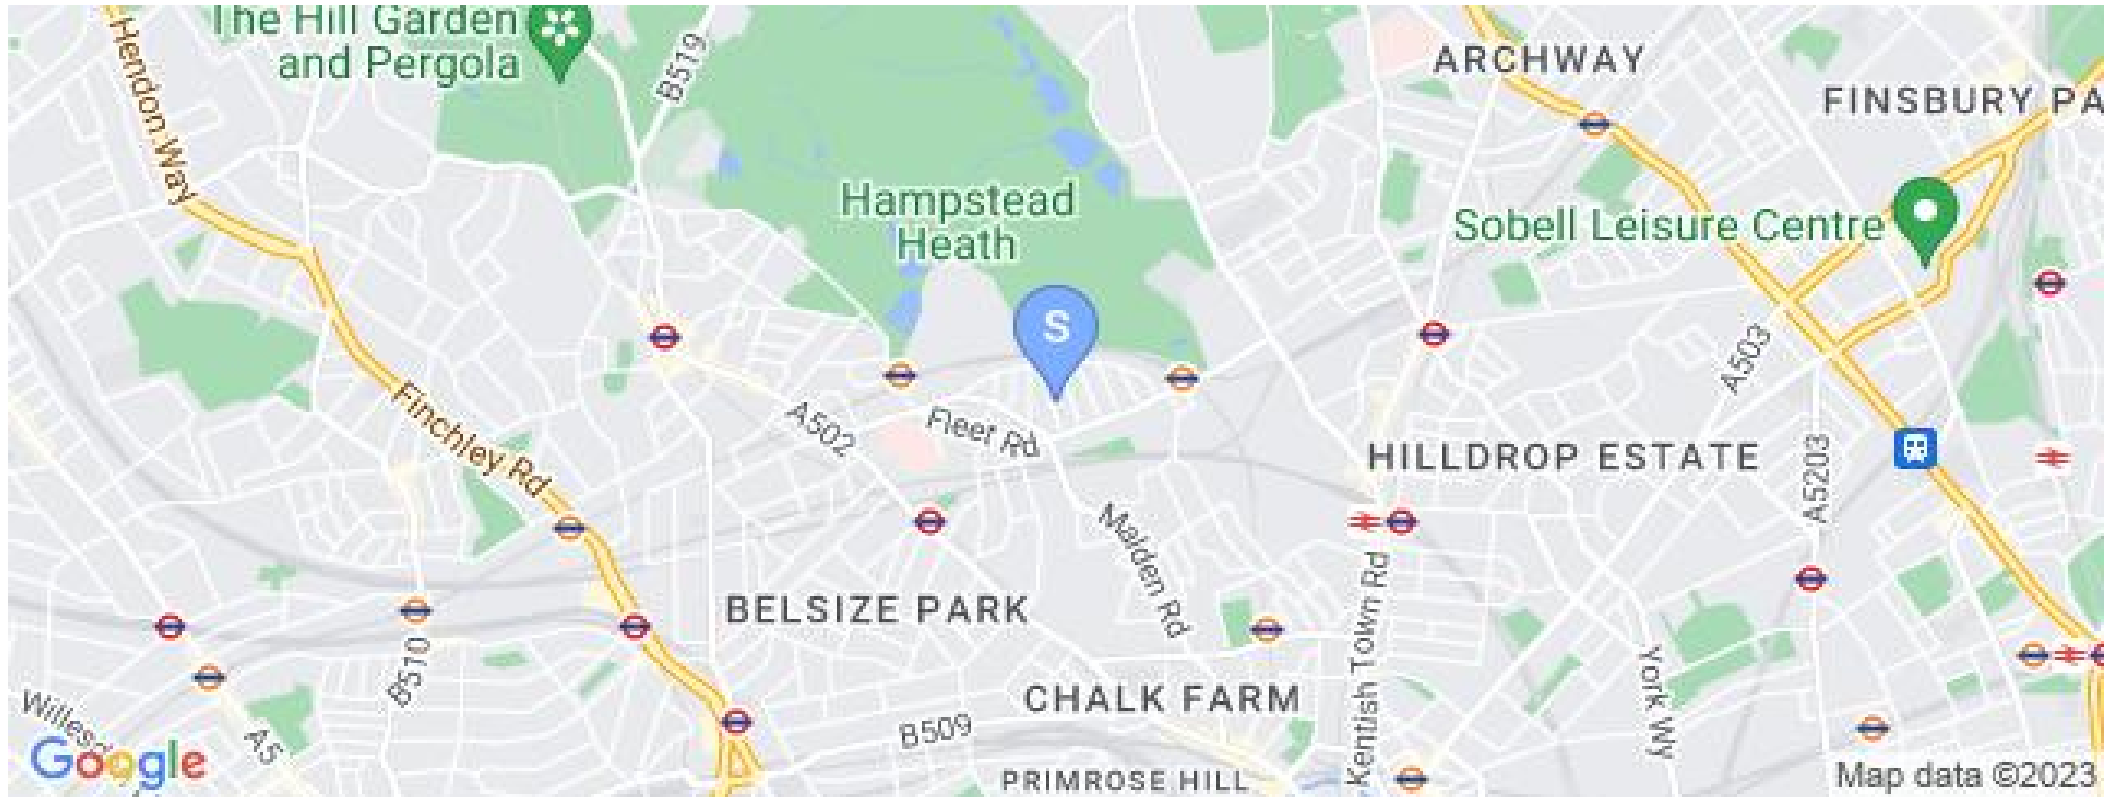 The Hill Garden
and Pergola
Hendon Way
B519
ARCHWAY
FINSBURY PA
Hampstead
Heath
Sobell Leisure Centre
S
A503
Finchley Rd
A502
Fleet Rd
HILLDROP ESTATE
A5203
Malden Rd
BELSIZE PARK
Kentish Town Rd
B510
York Wy
CHALK FARM
Willesd
A5
B509
Google
PRIMROSE HILL
Map data ©2023